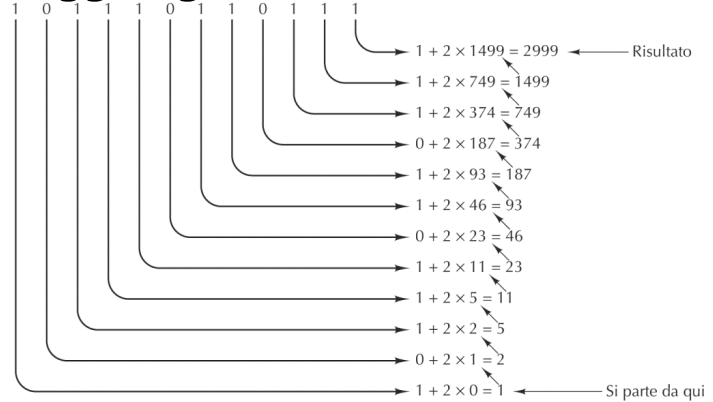 1 0 1 1 1 0 1 1 0 1 1 1
1 + 2 × 1499 = 2999 Risultato
1 + 2 × 749 = 1499
1 + 2 × 374 = 749
0 + 2 × 187 = 374
1 + 2 × 93 = 187
1 + 2 × 46 = 93
0 + 2 × 23 = 46
1 + 2 × 11 = 23
1 + 2 × 5 = 11
1 + 2 × 2 = 5
0 + 2 × 1 = 2
1 + 2 × 0 = 1 Si parte da qui